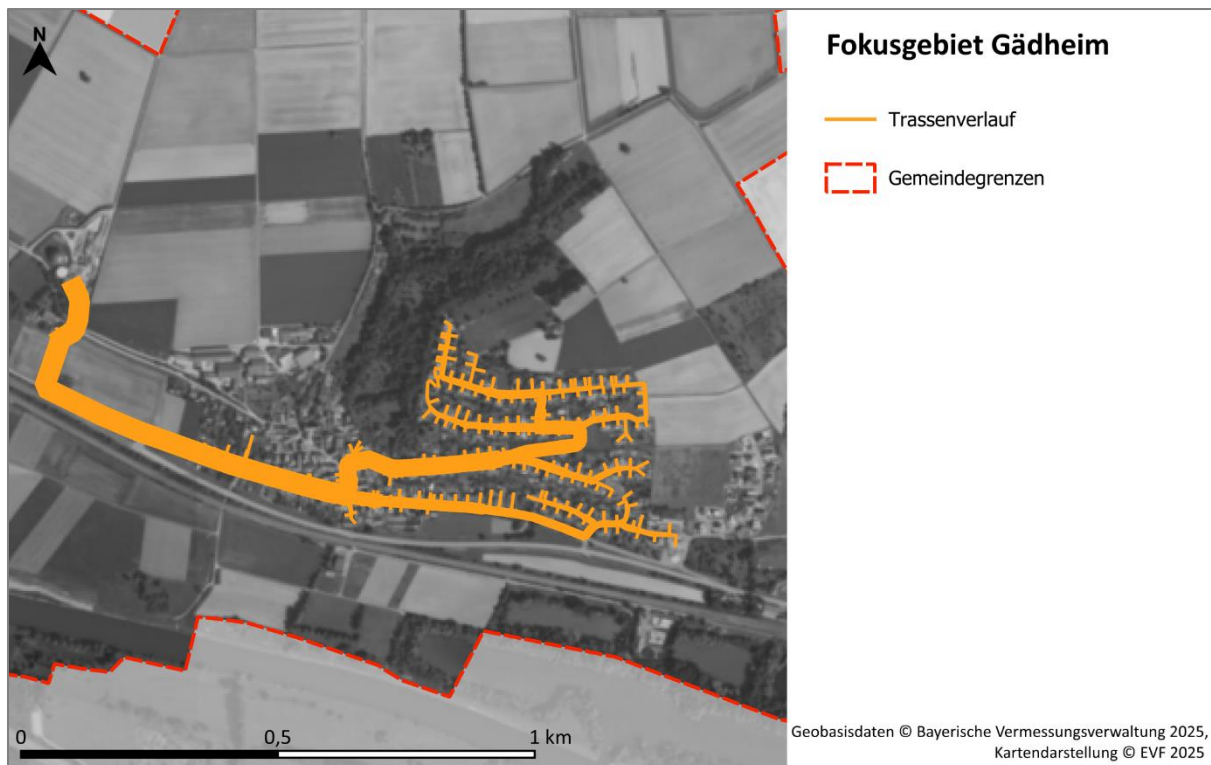 N
Fokusgebiet Gädheim
Trassenverlauf
Gemeindegrenzen
0 0,5 1 km
Geobasisdaten © Bayerische Vermessungsverwaltung 2025,
Kartendarstellung © EVF 2025